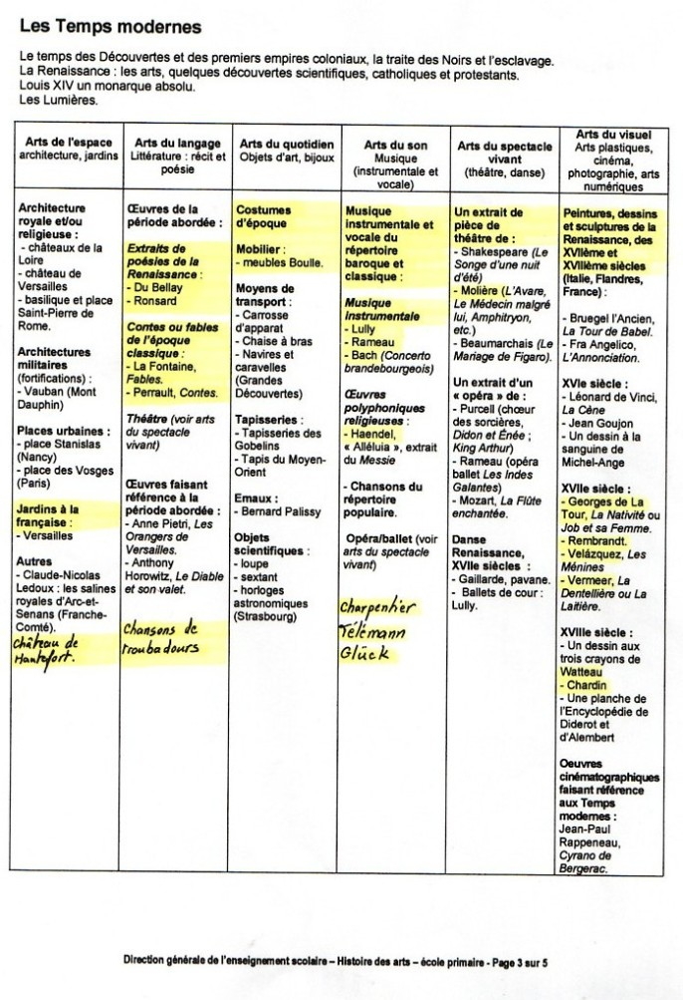 Les Temps modernes
Le temps des Découvertes et des premiers empires coloniaux, la traite des Noirs et l'esclavage.
La Renaissance : les arts, quelques découvertes scientifiques, catholiques et protestants.
Louis XIV un monarque absolu.
Les Lumières.
Arts de l'espace
architecture, jardins
Arts du langage
Littérature : récit et
poésie
Arts du quotidien
Objets d'art, bijoux
Arts du son
Musique
(instrumentale et
vocale)
Arts du spectacle
vivant
(théâtre, danse)
Arts du visuel
Arts plastiques,
cinéma,
photographie, arts
numériques
Architecture
royale et/ou
religieuse :
- châteaux de la
Loire
- château de
Versailles
- basilique et place
Saint-Pierre de
Rome.
Architectures
militaires
(fortifications) :
- Vauban (Mont
Dauphin)
Places urbaines :
- place Stanislas
(Nancy)
- place des Vosges
(Paris)
Jardins à la
française :
- Versailles
Autres
- Claude-Nicolas
Ledoux : les salines
royales d'Arc-et-
Senans (Franche-
Comté).
Château de
Hautefort.
Œuvres de la
période abordée :
Extraits de
poésies de la
Renaissance :
- Du Bellay
- Ronsard
Contes ou fables
de l'époque
classique :
- La Fontaine,
Fables.
- Perrault, Contes.
Théâtre (voir arts
du spectacle
vivant)
Œuvres faisant
référence à la
période abordée :
- Anne Pietri, Les
Orangers de
Versailles.
- Anthony
Horowitz, Le Diable
et son valet.
Chansons de
troubadours
Costumes
d'époque
Mobilier :
- meubles Boulle.
Moyens de
transport :
- Carrosse
d'apparat
- Chaise à bras
- Navires et
caravelles
(Grandes
Découvertes)
Tapisseries :
- Tapisseries des
Gobelins
- Tapis du Moyen-
Orient
Emaux :
- Bernard Palissy
Objets
scientifiques :
- loupe
- sextant
- horloges
astronomiques
(Strasbourg)
Musique
instrumentale et
vocale du
répertoire
baroque et
classique :
Musique
instrumentale
- Lully
- Rameau
- Bach (Concerto
brandebourgeois)
Œuvres
polyphoniques
religieuses :
- Haendel,
« Alléluia », extrait
du Messie
- Chansons du
répertoire
populaire.
Opéra/ballet (voir
arts du spectacle
vivant)
Charpentier
Télémann
Glück
Un extrait de
pièce de
théâtre de :
- Shakespeare (Le
Songe d'une nuit
d'été)
- Molière (L'Avare,
Le Médecin malgré
lui, Amphitryon,
etc.)
- Beaumarchais (Le
Mariage de Figaro).
Un extrait d'un
« opéra » de :
- Purcell (chœur
des sorcières,
Didon et Énée ;
King Arthur)
- Rameau (opéra
ballet Les Indes
Galantes)
- Mozart, La Flûte
enchantée.
Danse
Renaissance,
XVIIe siècles :
- Gaillarde, pavane.
- Ballets de cour :
Lully.
Peintures, dessins
et sculptures de la
Renaissance, des
XVIIème et
XVIIIème siècles
(Italie, Flandres,
France) :
- Bruegel l'Ancien,
La Tour de Babel.
- Fra Angelico,
L'Annonciation.
XVIe siècle :
- Léonard de Vinci,
La Cène
- Jean Goujon
- Un dessin à la
sanguine de
Michel-Ange
XVIIe siècle :
- Georges de La
Tour, La Nativité ou
Job et sa Femme.
- Rembrandt.
- Velázquez, Les
Ménines
- Vermeer, La
Dentellière ou La
Laitière.
XVIIIe siècle :
- Un dessin aux
trois crayons de
Watteau
- Chardin
- Une planche de
l'Encyclopédie de
Diderot et
d'Alembert
Oeuvres
cinématographiques
faisant référence
aux Temps
modernes :
Jean-Paul
Rappeneau,
Cyrano de
Bergerac.
Direction générale de l'enseignement scolaire – Histoire des arts – école primaire - Page 3 sur 5